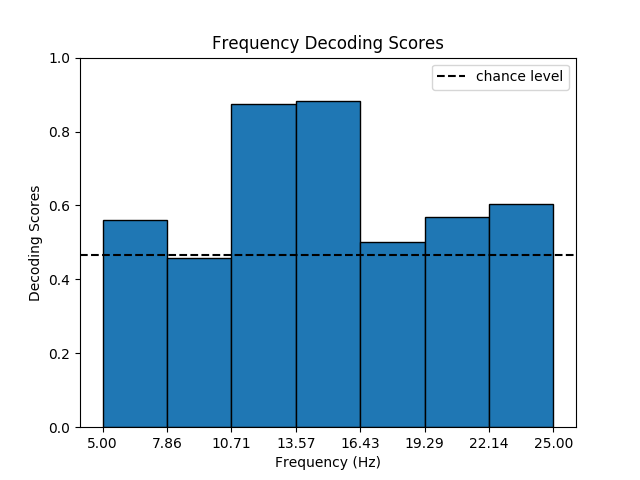 Frequency Decoding Scores
1.0
chance level
0.8
0.6
Decoding Scores
0.4
0.2
0.0
5.00 7.86 10.71 13.57 16.43 19.29 22.14 25.00
Frequency (Hz)